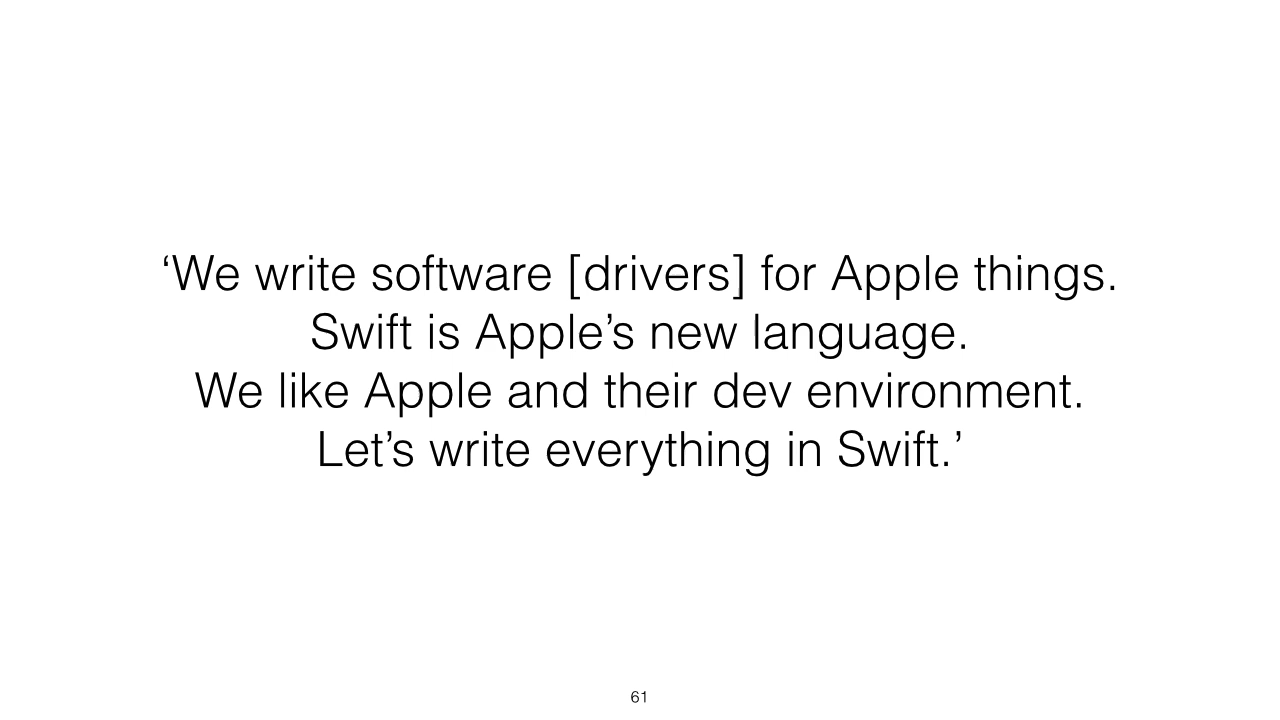 ‘We write software [drivers] for Apple things.
Swift is Apple’s new language.
We like Apple and their dev environment.
Let’s write everything in Swift.’
61